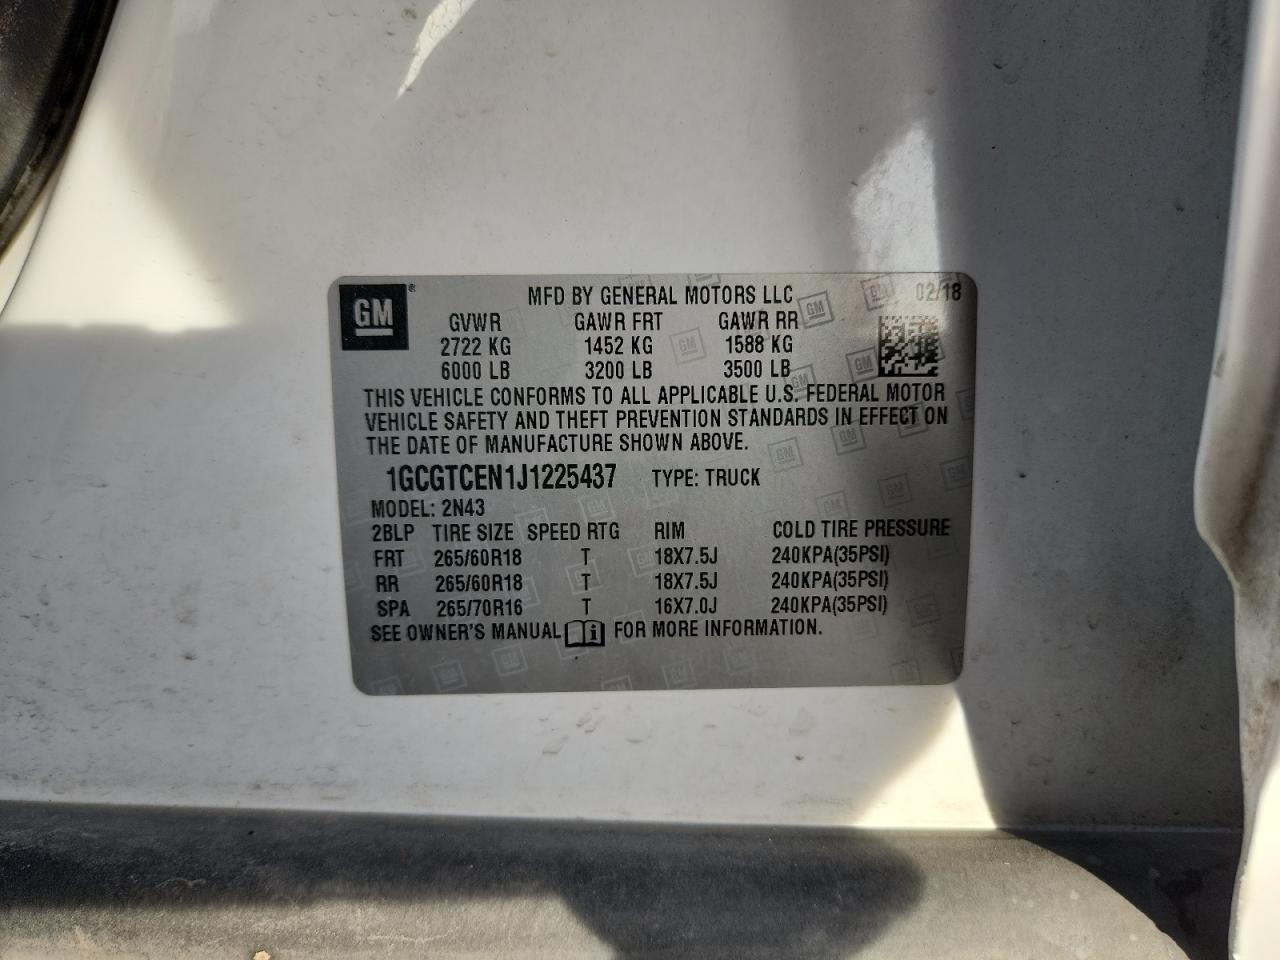 GM®
MFD BY GENERAL MOTORS LLC 02/18
GVWR GAWR FRT GAWR RR
2722 KG 1452 KG 1588 KG
6000 LB 3200 LB 3500 LB
THIS VEHICLE CONFORMS TO ALL APPLICABLE U.S. FEDERAL MOTOR
VEHICLE SAFETY AND THEFT PREVENTION STANDARDS IN EFFECT ON
THE DATE OF MANUFACTURE SHOWN ABOVE.
1GCGTCEN1J1225437 TYPE: TRUCK
MODEL: 2N43
2BLP TIRE SIZE SPEED RTG RIM COLD TIRE PRESSURE
FRT 265/60R18 T 18X7.5J 240KPA(35PSI)
RR 265/60R18 T 18X7.5J 240KPA(35PSI)
SPA 265/70R16 T 16X7.0J 240KPA(35PSI)
SEE OWNER'S MANUAL i FOR MORE INFORMATION.